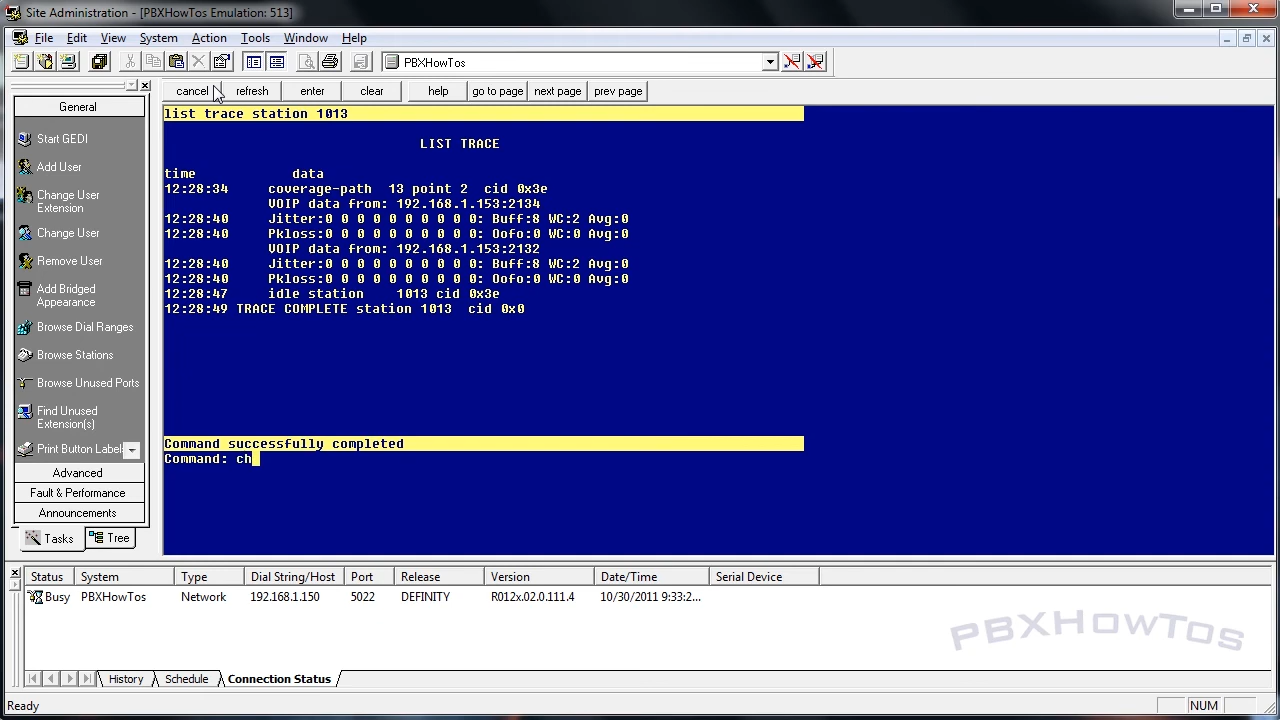 Site Administration - [PBXHowTos Emulation: 513]
File Edit View System Action Tools Window Help
PBXHowTos
General
cancel refresh enter clear help go to page next page prev page
Start GEDI
Add User
Change User
Extension
Change User
Remove User
Add Bridged
Appearance
Browse Dial Ranges
Browse Stations
Browse Unused Ports
Find Unused
Extension(s)
Print Button Labels
Advanced
Fault & Performance
Announcements
Tasks Tree
list trace station 1013
LIST TRACE
time data
12:28:34 coverage-path 13 point 2 cid 0x3e
VOIP data from: 192.168.1.153:2134
12:28:40 Jitter:0 0 0 0 0 0 0 0 0 0: Buff:8 WC:2 Avg:0
12:28:40 Pkloss:0 0 0 0 0 0 0 0 0 0: Oofo:0 WC:0 Avg:0
VOIP data from: 192.168.1.153:2132
12:28:40 Jitter:0 0 0 0 0 0 0 0 0 0: Buff:8 WC:2 Avg:0
12:28:40 Pkloss:0 0 0 0 0 0 0 0 0 0: Oofo:0 WC:0 Avg:0
12:28:47 idle station 1013 cid 0x3e
12:28:49 TRACE COMPLETE station 1013 cid 0x0
Command successfully completed
Command: ch
Status System Type Dial String/Host Port Release Version Date/Time Serial Device
Busy PBXHowTos Network 192.168.1.150 5022 DEFINITY R012x.02.0.111.4 10/30/2011 9:33:2...
PBXHowTos
History Schedule Connection Status
Ready NUM